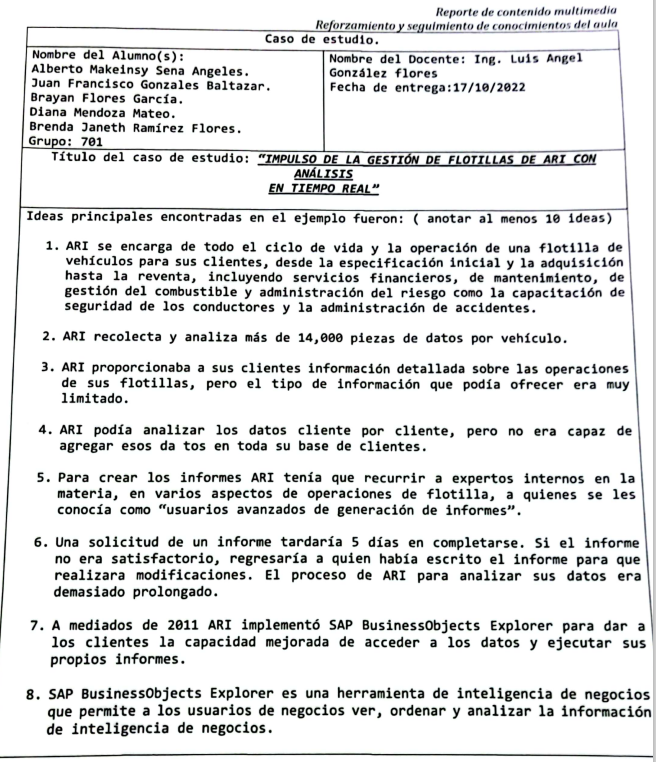 Reporte de contenido multimedia
Reforzamiento y seguimiento de conocimientos del aula
Caso de estudio.
Nombre del Alumno(s):
Alberto Makeinsy Sena Angeles.
Juan Francisco Gonzales Baltazar.
Brayan Flores García.
Diana Mendoza Mateo.
Brenda Janeth Ramírez Flores.
Grupo: 701
Nombre del Docente: Ing. Luis Angel
González flores
Fecha de entrega:17/10/2022
Título del caso de estudio: "IMPULSO DE LA GESTIÓN DE FLOTILLAS DE ARI CON
ANÁLISIS
EN TIEMPO REAL"
Ideas principales encontradas en el ejemplo fueron: ( anotar al menos 10 ideas)
1. ARI se encarga de todo el ciclo de vida y la operación de una flotilla de
vehículos para sus clientes, desde la especificación inicial y la adquisición
hasta la reventa, incluyendo servicios financieros, de mantenimiento, de
gestión del combustible y administración del riesgo como la capacitación de
seguridad de los conductores y la administración de accidentes.
2. ARI recolecta y analiza más de 14,000 piezas de datos por vehículo.
3. ARI proporcionaba a sus clientes información detallada sobre las operaciones
de sus flotillas, pero el tipo de información que podía ofrecer era muy
limitado.
4. ARI podía analizar los datos cliente por cliente, pero no era capaz de
agregar esos da tos en toda su base de clientes.
5. Para crear los informes ARI tenía que recurrir a expertos internos en la
materia, en varios aspectos de operaciones de flotilla, a quienes se les
conocía como "usuarios avanzados de generación de informes".
6. Una solicitud de un informe tardaría 5 días en completarse. Si el informe
no era satisfactorio, regresaría a quien había escrito el informe para que
realizara modificaciones. El proceso de ARI para analizar sus datos era
demasiado prolongado.
7. A mediados de 2011 ARI implementó SAP BusinessObjects Explorer para dar a
los clientes la capacidad mejorada de acceder a los datos y ejecutar sus
propios informes.
8. SAP BusinessObjects Explorer es una herramienta de inteligencia de negocios
que permite a los usuarios de negocios ver, ordenar y analizar la información
de inteligencia de negocios.